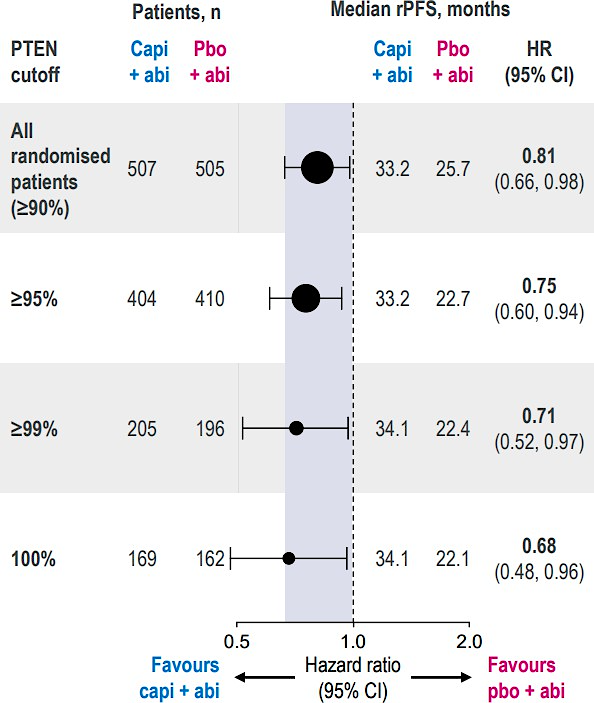 Patients, n Median rPFS, months
PTEN cutoff Capi + abi Pbo + abi Capi + abi Pbo + abi HR (95% CI)
All randomised patients (≥90%) 507 505 33.2 25.7 0.81 (0.66, 0.98)
≥95% 404 410 33.2 22.7 0.75 (0.60, 0.94)
≥99% 205 196 34.1 22.4 0.71 (0.52, 0.97)
100% 169 162 34.1 22.1 0.68 (0.48, 0.96)
0.5 1.0 2.0
Favours capi + abi Hazard ratio (95% CI) Favours pbo + abi